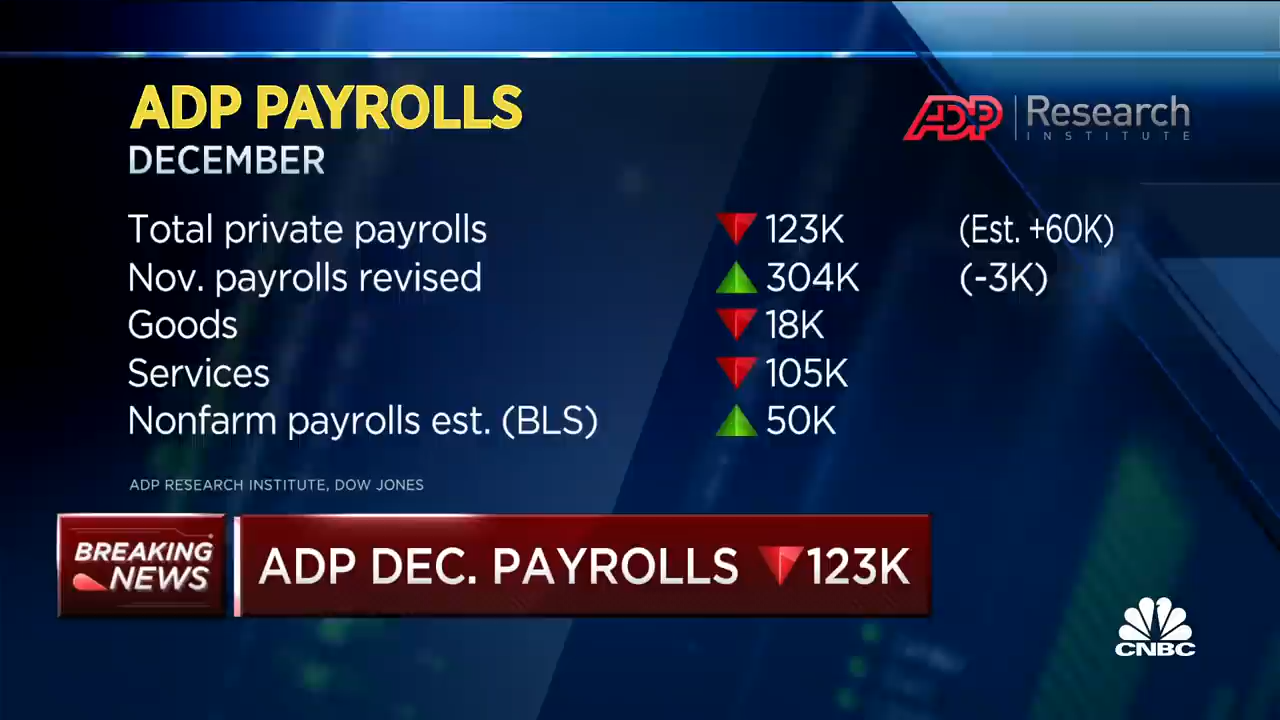 ADP PAYROLLS
DECEMBER
ADP Research
INSTITUTE
Total private payrolls ▼ 123K (Est. +60K)
Nov. payrolls revised ▲ 304K (-3K)
Goods ▼ 18K
Services ▼ 105K
Nonfarm payrolls est. (BLS) ▲ 50K
ADP RESEARCH INSTITUTE, DOW JONES
BREAKING
NEWS
ADP DEC. PAYROLLS ▼123K
CNBC